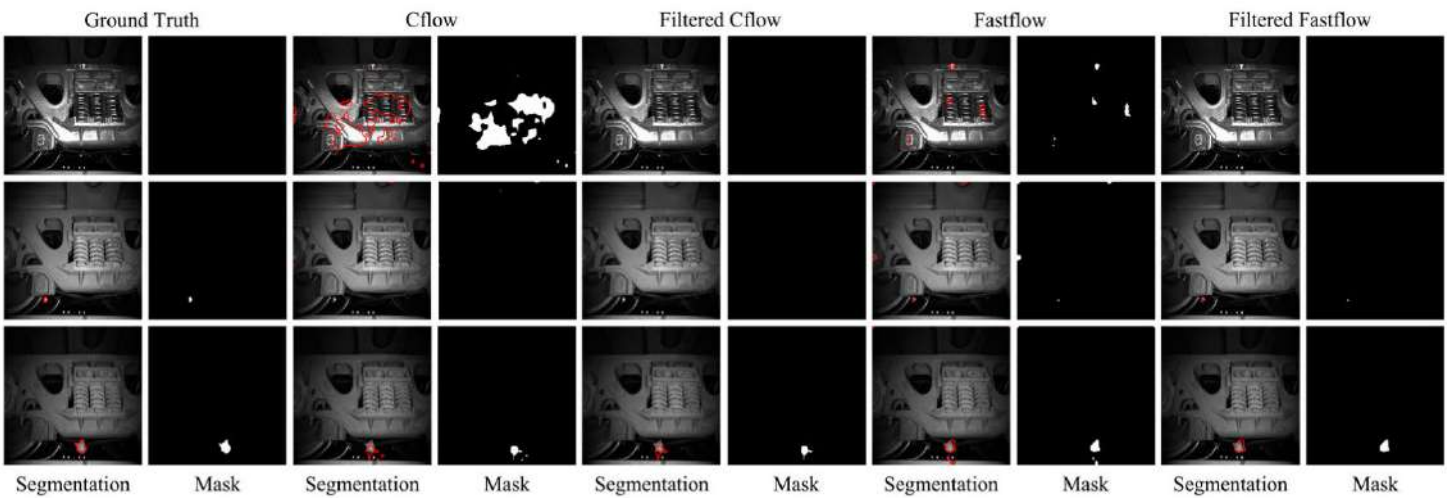 Ground Truth Cflow Filtered Cflow Fastflow Filtered Fastflow
Segmentation Mask Segmentation Mask Segmentation Mask Segmentation Mask Segmentation Mask